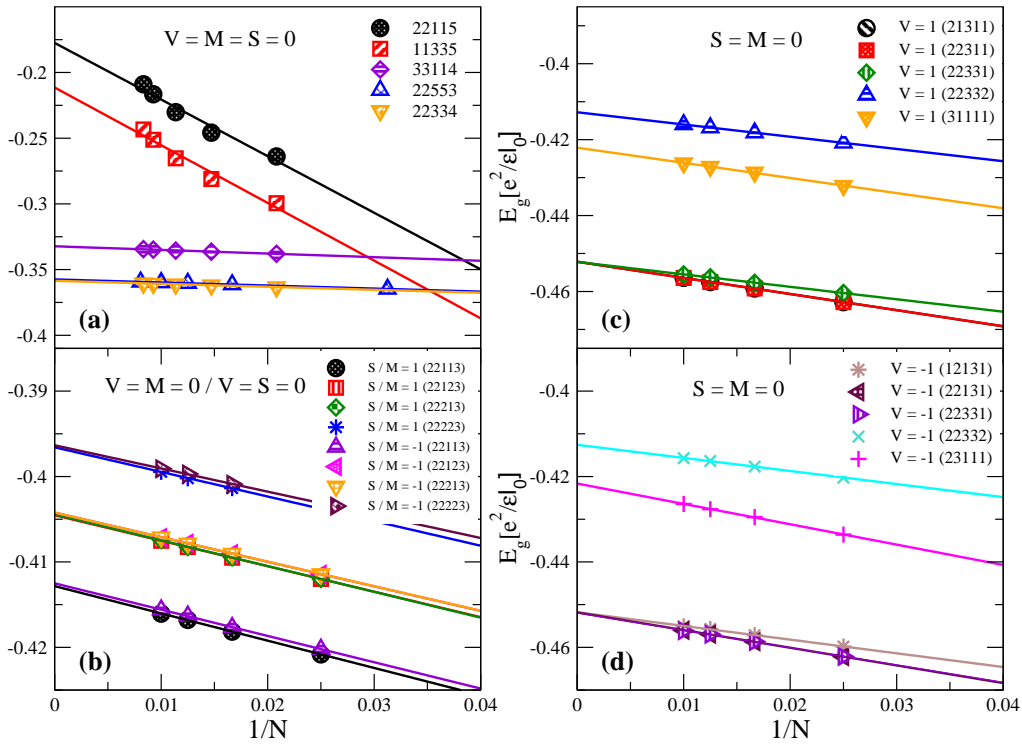 V = M = S = 0
22115
11335
33114
22553
22334
-0.2
-0.25
-0.3
-0.35
-0.4
(a)
S = M = 0
V = 1 (21311)
V = 1 (22311)
V = 1 (22331)
V = 1 (22332)
V = 1 (31111)
-0.4
-0.42
-0.44
-0.46
E_g[e^2/εl_0]
(c)
V = M = 0 / V = S = 0
S / M = 1 (22113)
S / M = 1 (22123)
S / M = 1 (22213)
S / M = 1 (22223)
S / M = -1 (22113)
S / M = -1 (22123)
S / M = -1 (22213)
S / M = -1 (22223)
-0.39
-0.4
-0.41
-0.42
(b)
0 0.01 0.02 0.03 0.04
1/N
S = M = 0
V = -1 (12131)
V = -1 (22131)
V = -1 (22331)
V = -1 (22332)
V = -1 (23111)
-0.4
-0.42
-0.44
-0.46
E_g[e^2/εl_0]
(d)
0 0.01 0.02 0.03 0.04
1/N